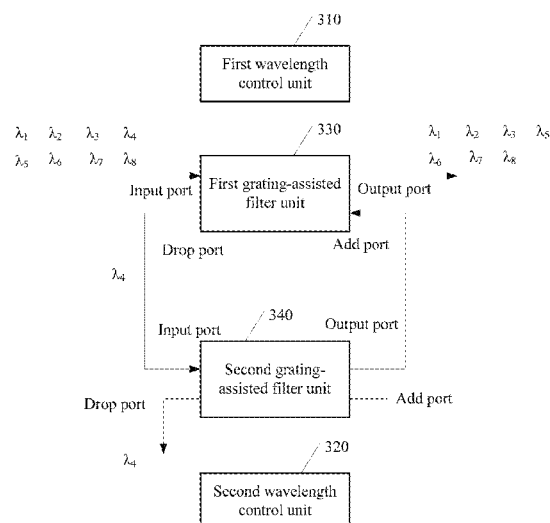 310
First wavelength
control unit
330
λ1 λ2 λ3 λ4
λ5 λ6 λ7 λ8
λ1 λ2 λ3 λ5
λ6 λ7 λ8
Input port
First grating-assisted
filter unit
Output port
Drop port
Add port
λ4
340
Input port
Output port
Second grating-
assisted filter unit
Drop port
Add port
λ4
320
Second wavelength
control unit